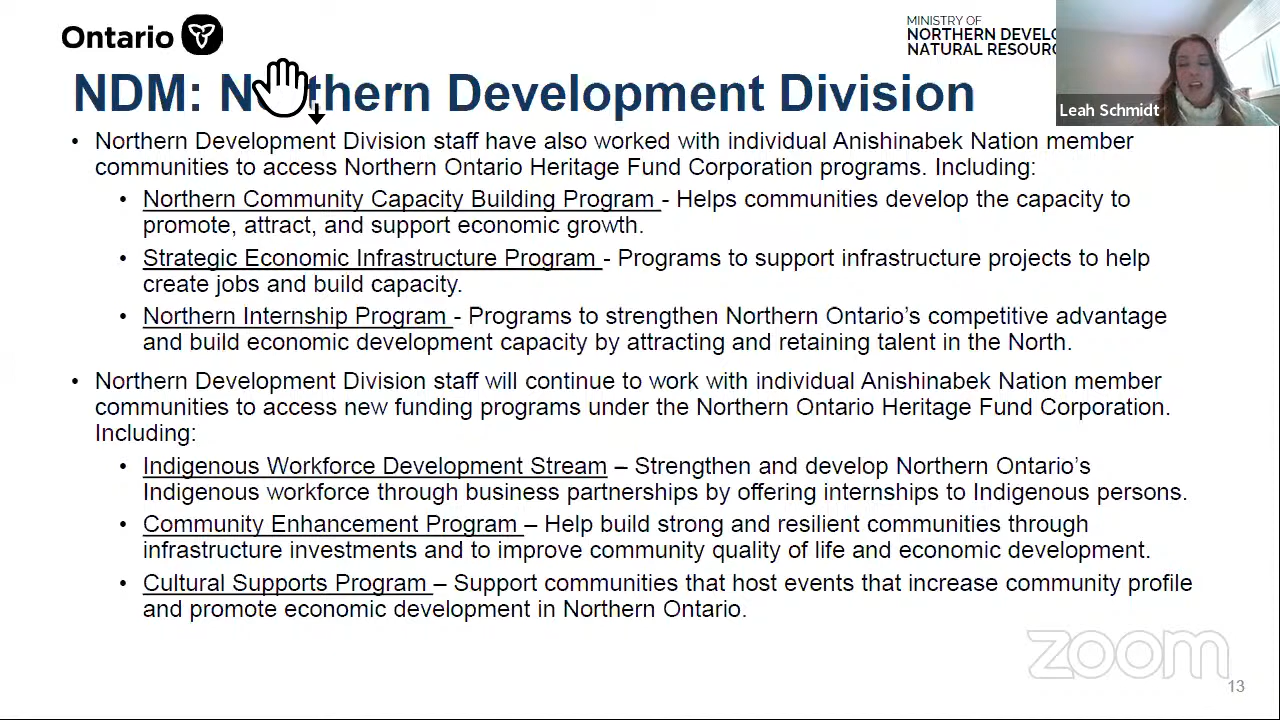 Ontario
MINISTRY OF
NORTHERN DEVEL
NATURAL RESOUR
NDM: Northern Development Division
Leah Schmidt
• Northern Development Division staff have also worked with individual Anishinabek Nation member
communities to access Northern Ontario Heritage Fund Corporation programs. Including:
• Northern Community Capacity Building Program - Helps communities develop the capacity to
promote, attract, and support economic growth.
• Strategic Economic Infrastructure Program - Programs to support infrastructure projects to help
create jobs and build capacity.
• Northern Internship Program - Programs to strengthen Northern Ontario’s competitive advantage
and build economic development capacity by attracting and retaining talent in the North.
• Northern Development Division staff will continue to work with individual Anishinabek Nation member
communities to access new funding programs under the Northern Ontario Heritage Fund Corporation.
Including:
• Indigenous Workforce Development Stream – Strengthen and develop Northern Ontario’s
Indigenous workforce through business partnerships by offering internships to Indigenous persons.
• Community Enhancement Program – Help build strong and resilient communities through
infrastructure investments and to improve community quality of life and economic development.
• Cultural Supports Program – Support communities that host events that increase community profile
and promote economic development in Northern Ontario.
zoom
13